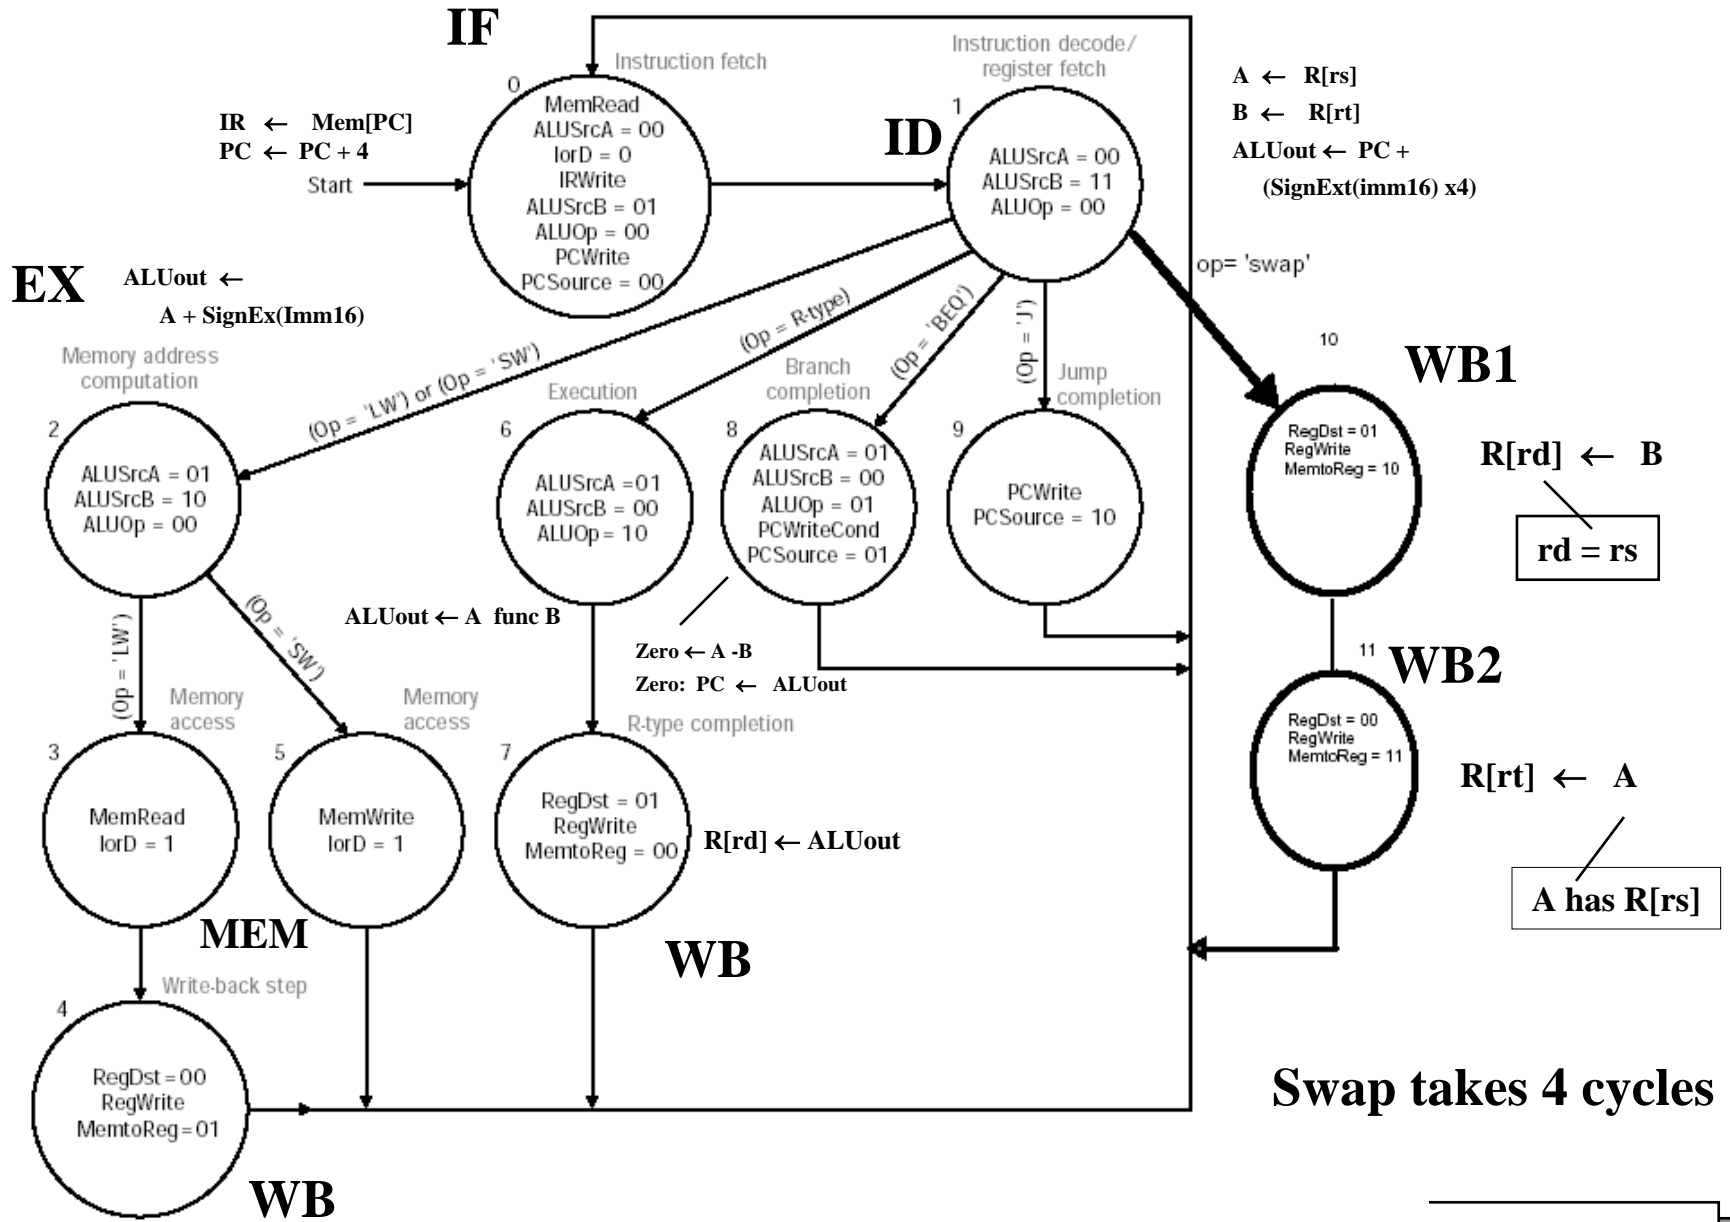 IF
Instruction fetch
0
MemRead
ALUSrcA = 00
IorD = 0
IRWrite
ALUSrcB = 01
ALUOp = 00
PCWrite
PCSource = 00
IR ← Mem[PC]
PC ← PC + 4
Start
Instruction decode/
register fetch
1
ID
ALUSrcA = 00
ALUSrcB = 11
ALUOp = 00
A ← R[rs]
B ← R[rt]
ALUout ← PC +
(SignExt(imm16) x4)
op= 'swap'
EX
ALUout ←
A + SignEx(Imm16)
Memory address
computation
2
ALUSrcA = 01
ALUSrcB = 10
ALUOp = 00
(Op = 'LW') or (Op = 'SW')
(Op = R-type)
(Op = 'BEQ')
(Op = 'J')
Execution
6
ALUSrcA =01
ALUSrcB = 00
ALUOp= 10
ALUout ← A func B
Branch
completion
8
ALUSrcA = 01
ALUSrcB = 00
ALUOp = 01
PCWriteCond
PCSource = 01
Zero ← A -B
Zero: PC ← ALUout
Jump
completion
9
PCWrite
PCSource = 10
10
WB1
RegDst = 01
RegWrite
MemtoReg = 10
R[rd] ← B
rd = rs
(Op = 'LW')
(Op = 'SW')
Memory
access
3
MemRead
IorD = 1
Memory
access
5
MemWrite
IorD = 1
MEM
R-type completion
7
RegDst = 01
RegWrite
MemtoReg = 00
R[rd] ← ALUout
WB
11
WB2
RegDst = 00
RegWrite
MemtoReg = 11
R[rt] ← A
A has R[rs]
Write-back step
4
RegDst = 00
RegWrite
MemtoReg = 01
WB
Swap takes 4 cycles